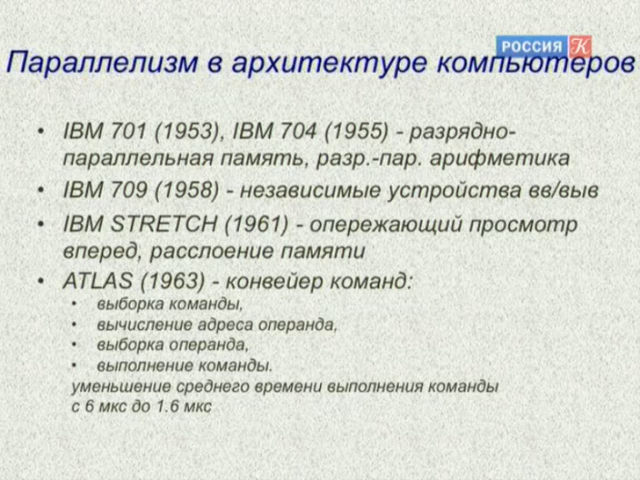 РОССИЯ К
Параллелизм в архитектуре компьютеров
• IBM 701 (1953), IBM 704 (1955) - разрядно-
параллельная память, разр.-пар. арифметика
• IBM 709 (1958) - независимые устройства вв/выв
• IBM STRETCH (1961) - опережающий просмотр
вперед, расслоение памяти
• ATLAS (1963) - конвейер команд:
• выборка команды,
• вычисление адреса операнда,
• выборка операнда,
• выполнение команды.
уменьшение среднего времени выполнения команды
с 6 мкс до 1.6 мкс